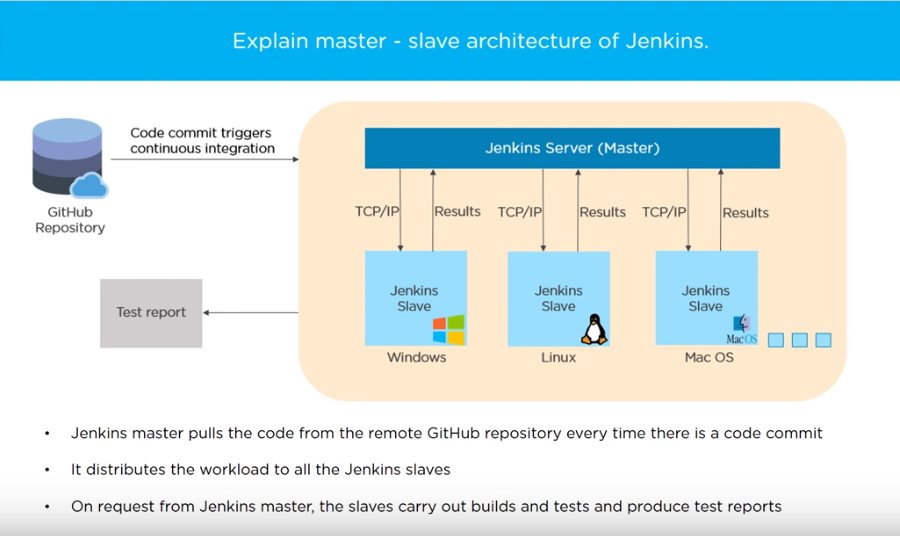 Explain master - slave architecture of Jenkins.
Code commit triggers
continuous integration
GitHub
Repository
Jenkins Server (Master)
TCP/IP
Results
TCP/IP
Results
TCP/IP
Results
Jenkins
Slave
Windows
Jenkins
Slave
Linux
Jenkins
Slave
Mac OS
Mac OS
Test report
• Jenkins master pulls the code from the remote GitHub repository every time there is a code commit
• It distributes the workload to all the Jenkins slaves
• On request from Jenkins master, the slaves carry out builds and tests and produce test reports